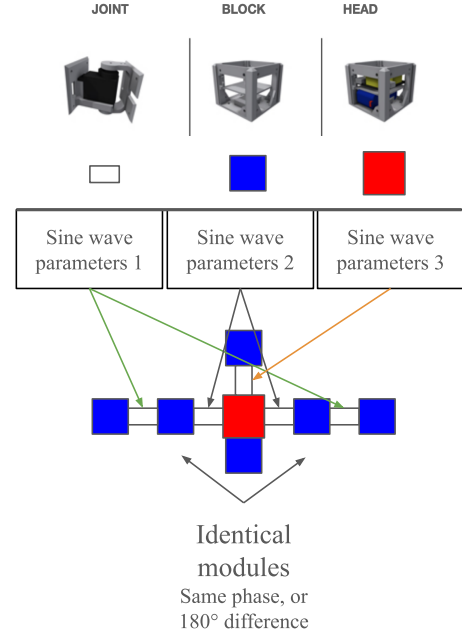 JOINT BLOCK HEAD
Sine wave
parameters 1
Sine wave
parameters 2
Sine wave
parameters 3
Identical
modules
Same phase, or
180° difference